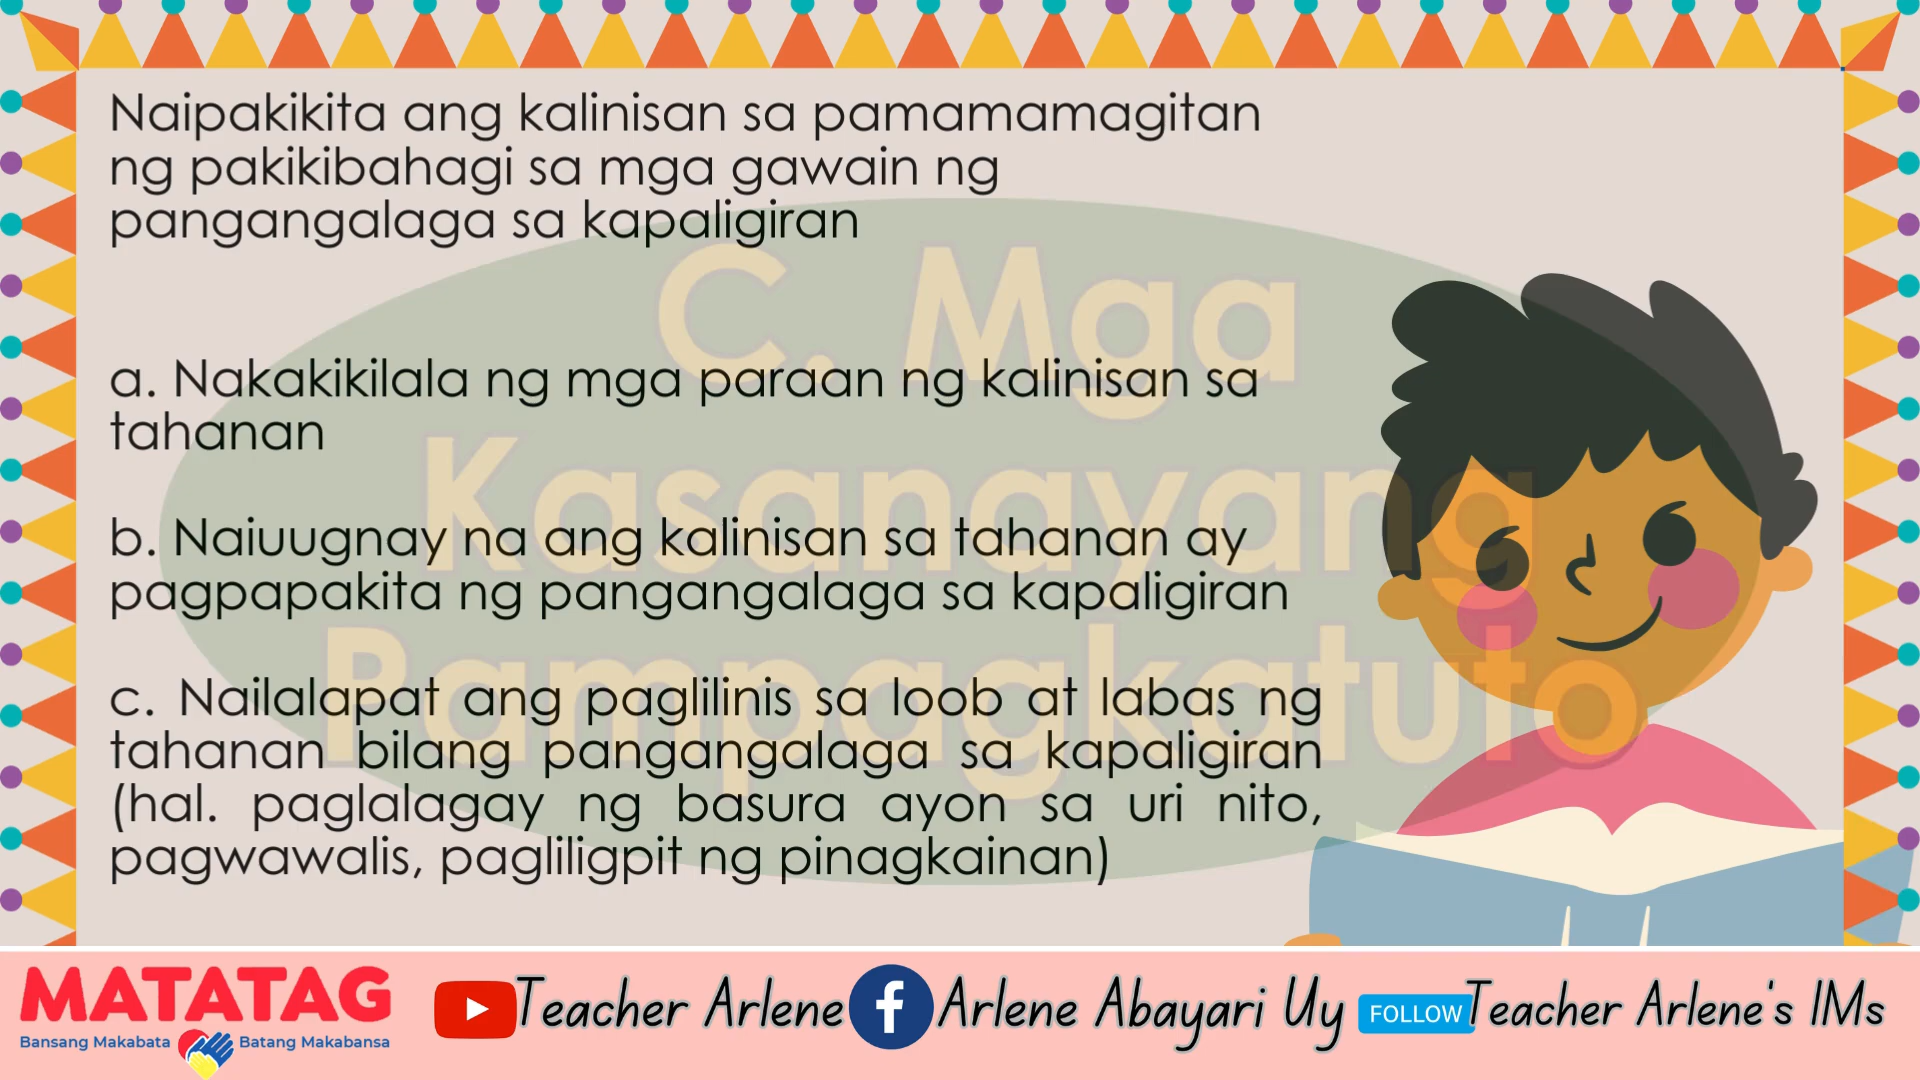 Naipakikita ang kalinisan sa pamamamagitan
ng pakikibahagi sa mga gawain ng
pangangalaga sa kapaligiran
C. Mga
Kasanayang
Pampagkatuto
a. Nakakikilala ng mga paraan ng kalinisan sa
tahanan
b. Naiuugnay na ang kalinisan sa tahanan ay
pagpapakita ng pangangalaga sa kapaligiran
c. Nailalapat ang paglilinis sa loob at labas ng
tahanan bilang pangangalaga sa kapaligiran
(hal. paglalagay ng basura ayon sa uri nito,
pagwawalis, pagliligpit ng pinagkainan)
MATATAG
Bansang Makabata Batang Makabansa
Teacher Arlene
Arlene Abayari Uy
FOLLOW
Teacher Arlene's IMs